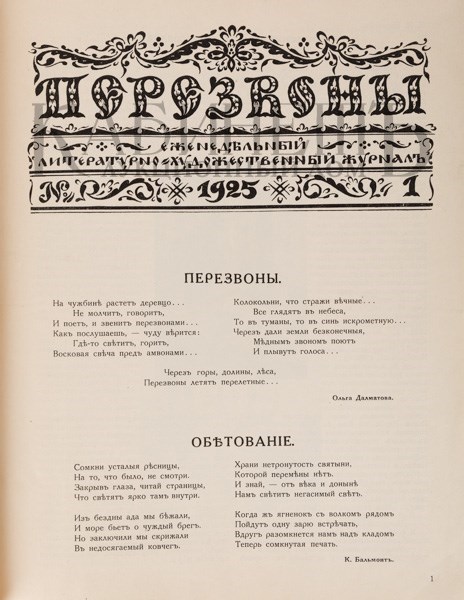 ПЕРЕЗВОНЫ
ЕЖЕНЕДѢЛЬНЫЙ
ЛИТЕРАТУРНО-ХУДОЖЕСТВЕННЫЙ ЖУРНАЛЪ
№ 1925 1
ПЕРЕЗВОНЫ.
На чужбинѣ растетъ деревцо...
Не молчитъ, говоритъ,
И поетъ, и звенитъ перезвонами...
Какъ послушаешь, — чуду вѣрится:
Гдѣ-то свѣтитъ, горитъ,
Восковая свѣча предъ амвонами...
Колокольни, что стражи вѣчные...
Все глядятъ въ небеса,
То въ туманы, то въ синь искрометную...
Черезъ дали земли безконечныя,
Мѣднымъ звономъ поютъ
И плывутъ голоса...
Черезъ горы, долины, лѣса,
Перезвоны летятъ перелетные...
Ольга Далматова.
ОБѢТОВАНІЕ.
Сомкни усталыя рѣсницы,
На то, что было, не смотри.
Закрывъ глаза, читай страницы,
Что свѣтятъ ярко тамъ внутри.
Изъ бездны ада мы бѣжали,
И море бьетъ о чуждый брегъ.
Но заключили мы скрижали
Въ недосягаемый ковчегъ.
Храни нетронутость святыни,
Которой перемѣны нѣтъ.
И знай, — отъ вѣка и донынѣ
Намъ свѣтитъ негасимый свѣтъ.
Когда жъ ягненокъ съ волкомъ рядомъ
Пойдутъ одну зарю встрѣчать,
Вдругъ разомкнется намъ надъ кладомъ
Теперь сомкнутая печать.
К. Бальмонтъ.
1